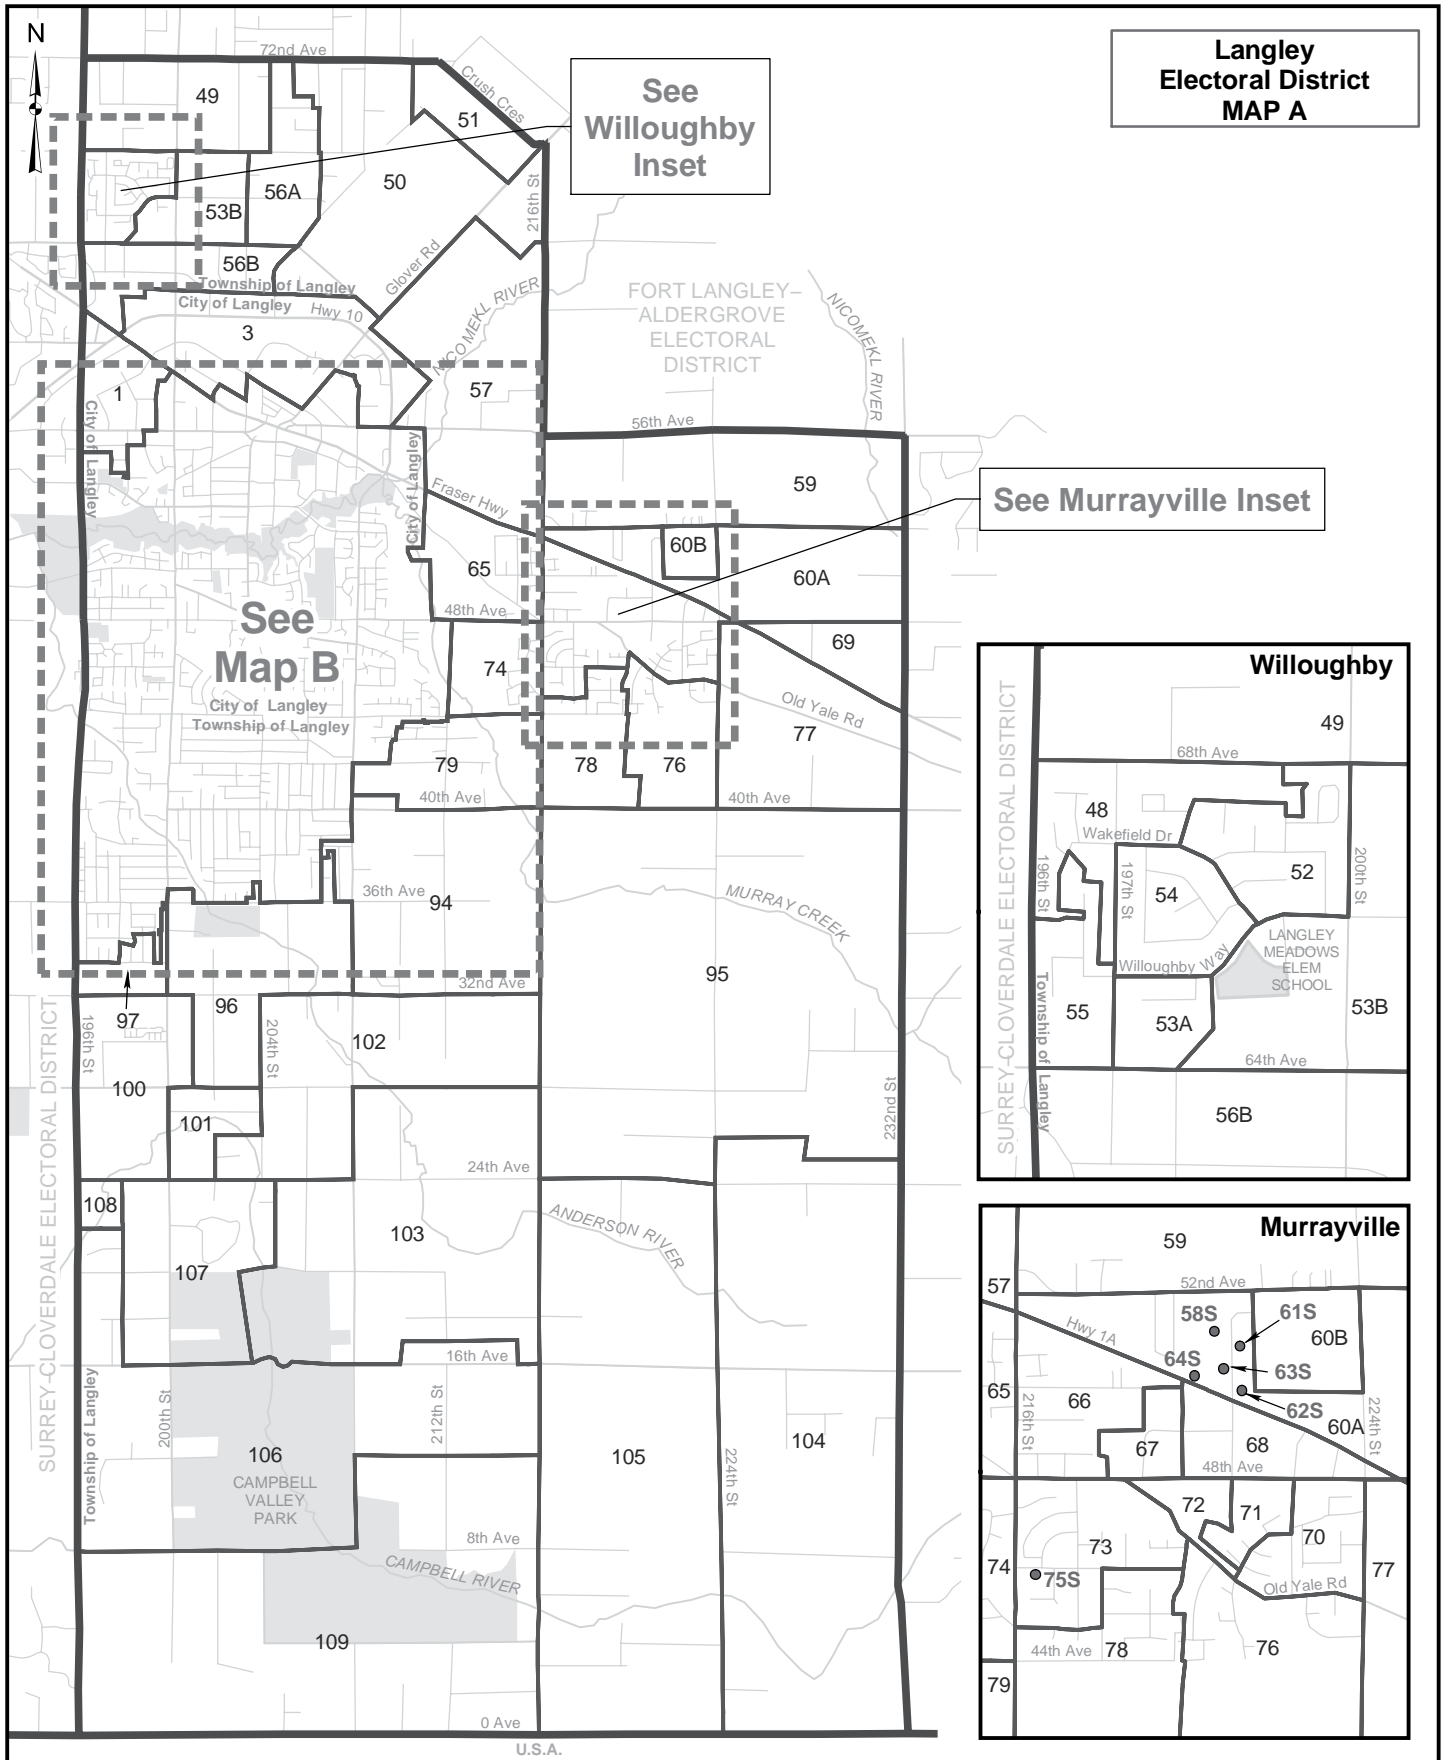 Langley
Electoral District
MAP A
N
72nd Ave
Crush Cres
See
Willoughby
Inset
49
51
50
56A
53B
216th St
56B
Glover Rd
Township of Langley
City of Langley
Hwy 10
3
NICOMEKL RIVER
FORT LANGLEY–
ALDERGROVE
ELECTORAL
DISTRICT
NICOMEKL RIVER
1
57
City of Langley
City of Langley
56th Ave
59
Fraser Hwy
See Murrayville Inset
60B
60A
65
48th Ave
See
Map B
City of Langley
Township of Langley
69
74
Old Yale Rd
77
79
78
76
40th Ave
40th Ave
36th Ave
94
MURRAY CREEK
95
32nd Ave
97
96
196th St
204th St
102
100
101
232nd St
24th Ave
108
103
ANDERSON RIVER
107
SURREY-CLOVERDALE ELECTORAL DISTRICT
16th Ave
Township of Langley
200th St
212th St
106
CAMPBELL
VALLEY
PARK
105
104
224th St
8th Ave
CAMPBELL RIVER
109
0 Ave
U.S.A.
Willoughby
SURREY-CLOVERDALE ELECTORAL DISTRICT
49
68th Ave
48
Wakefield Dr
196th St
197th St
200th St
54
52
LANGLEY
MEADOWS
ELEM
SCHOOL
Willoughby Way
Township of Langley
55
53A
53B
64th Ave
56B
Murrayville
59
57
52nd Ave
58S
61S
60B
Hwy 1A
64S
63S
65
66
62S
216th St
60A
224th St
67
68
48th Ave
72
71
70
73
74
77
75S
Old Yale Rd
44th Ave
78
76
79